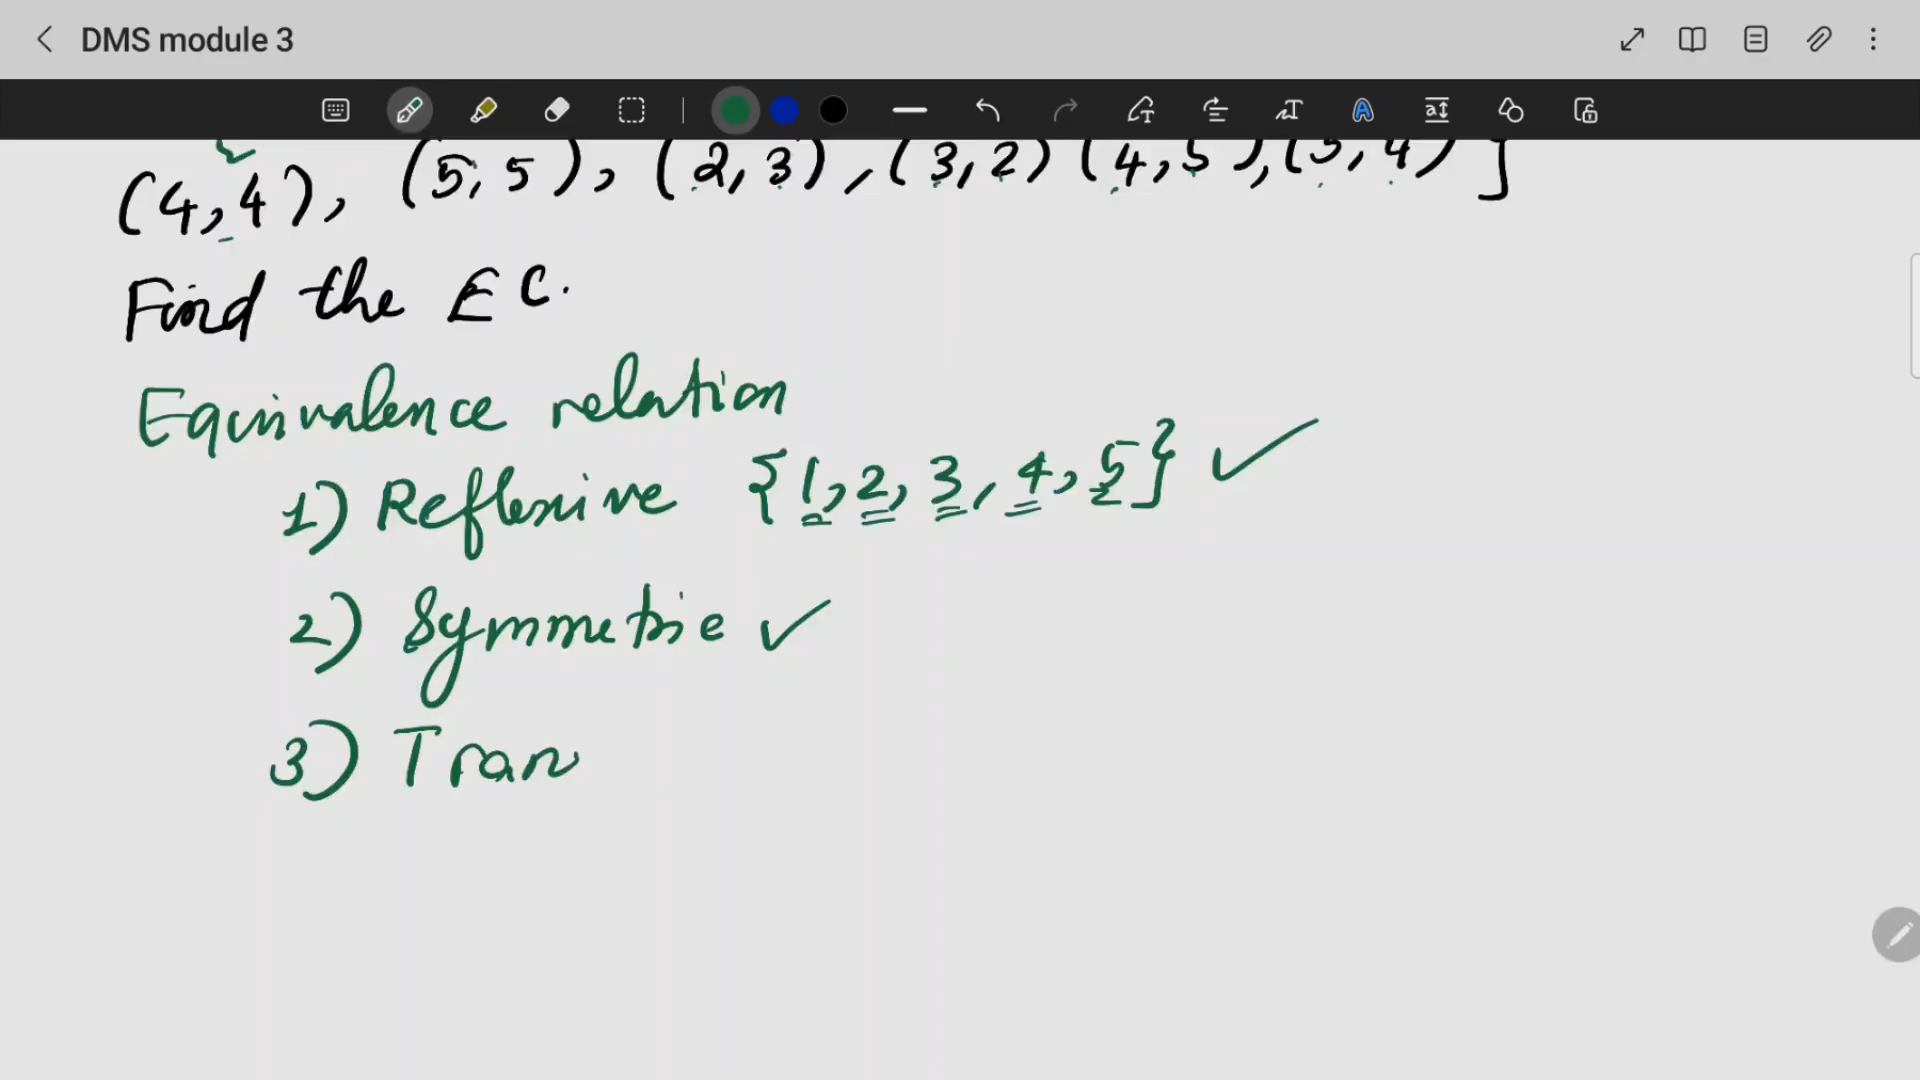 DMS module 3
(4,4), (5,5), (2,3), (3,2) (4,5), (5,4) }
Find the EC.
Equivalence relation
1) Reflexive {1, 2, 3, 4, 5} ✓
2) Symmetric ✓
3) Tran